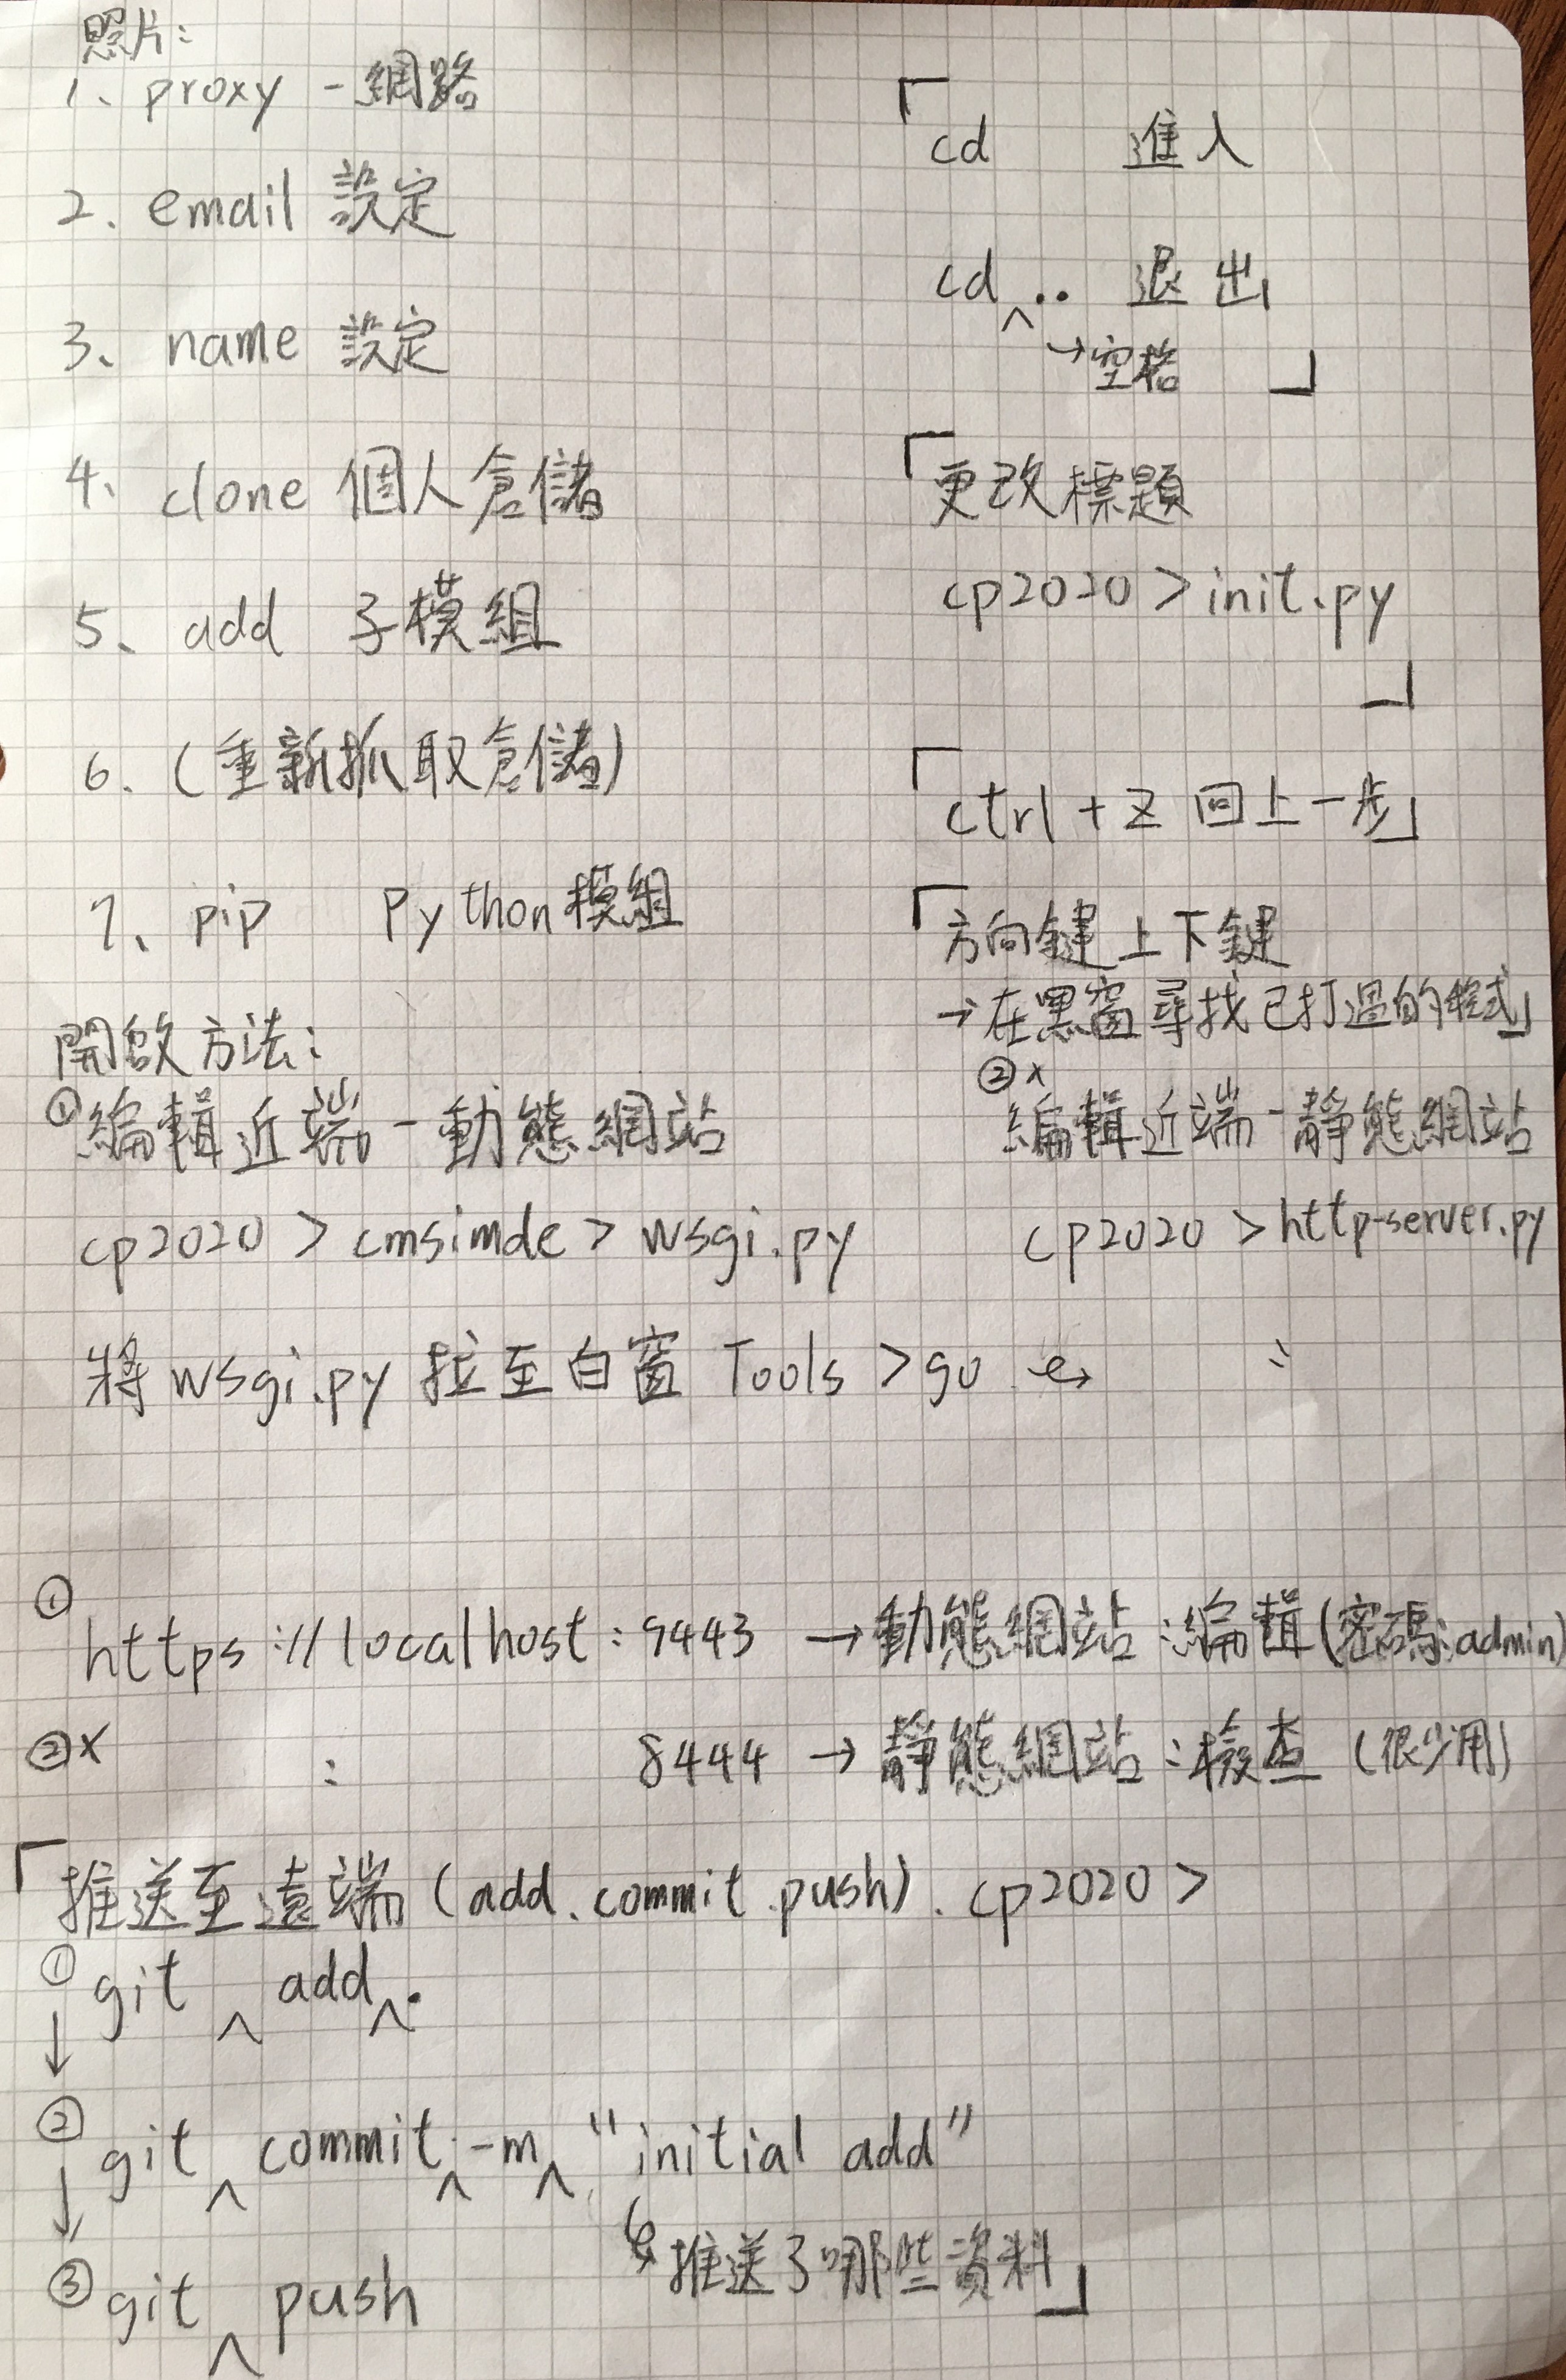 照片:
1、proxy - 網路
2、email 設定
3、name 設定
4、clone 個人倉儲
5、add 子模組
6、(重新抓取倉儲)
7、pip Python模組
「cd 進入
cd^.. 退出
→空格 」
「更改標題
cp2020 > init.py
」
「ctrl + z 回上一步」
「方向鍵上下鍵
→在黑窗尋找已打過的程式」
開啟方法:
①編輯近端 - 動態網站
cp2020 > cmsimde > wsgi.py
將 wsgi.py 拉至白窗 Tools > go
②x
編輯近端 - 靜態網站
cp2020 > http-server.py
:
①
https://localhost:9443 → 動態網站:編輯(密碼:admin)
②x : 8444 → 靜態網站:檢查 (很少用)
「推送至遠端 (add.commit.push). cp2020 >
① git ^ add ^ .
↓
② git ^ commit ^ -m ^ "initial add"
↓ 推送了哪些資料」
③ git ^ push